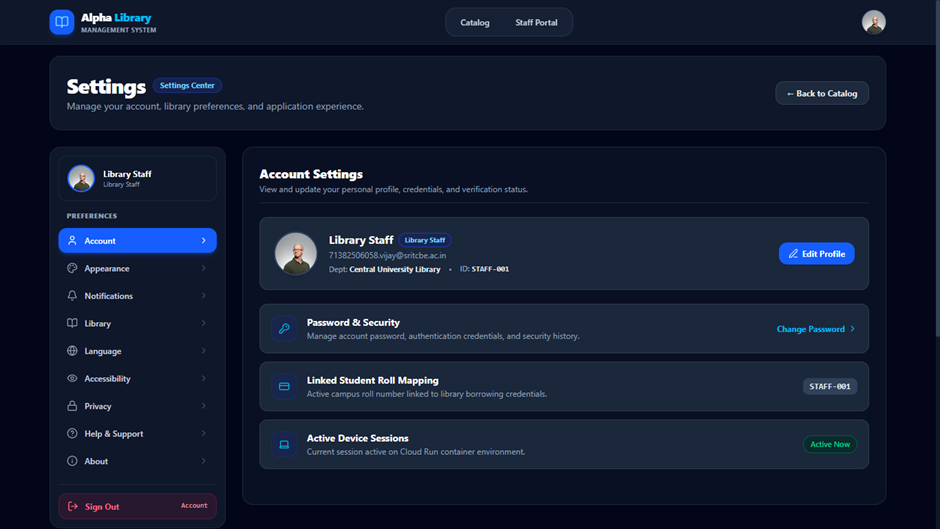 Alpha Library
MANAGEMENT SYSTEM
Catalog
Staff Portal
Settings
Settings Center
Manage your account, library preferences, and application experience.
← Back to Catalog
Library Staff
Library Staff
PREFERENCES
Account
Appearance
Notifications
Library
Language
Accessibility
Privacy
Help & Support
About
Sign Out
Account
Account Settings
View and update your personal profile, credentials, and verification status.
Library Staff
Library Staff
71382506058.vijay@sritcbe.ac.in
Dept: Central University Library • ID: STAFF-001
Edit Profile
Password & Security
Manage account password, authentication credentials, and security history.
Change Password
Linked Student Roll Mapping
Active campus roll number linked to library borrowing credentials.
STAFF-001
Active Device Sessions
Current session active on Cloud Run container environment.
Active Now